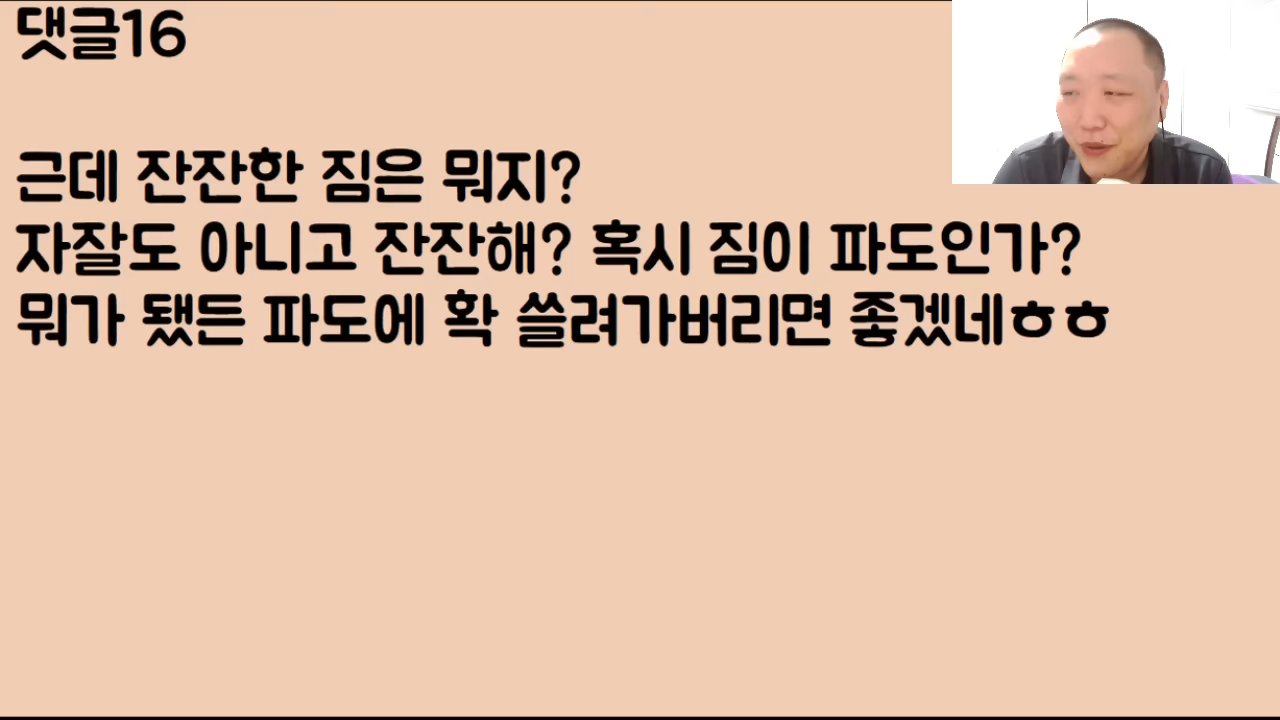 댓글16
근데 잔잔한 짐은 뭐지?
자잘도 아니고 잔잔해? 혹시 짐이 파도인가?
뭐가 됐든 파도에 확 쓸려가버리면 좋겠네ㅎㅎ